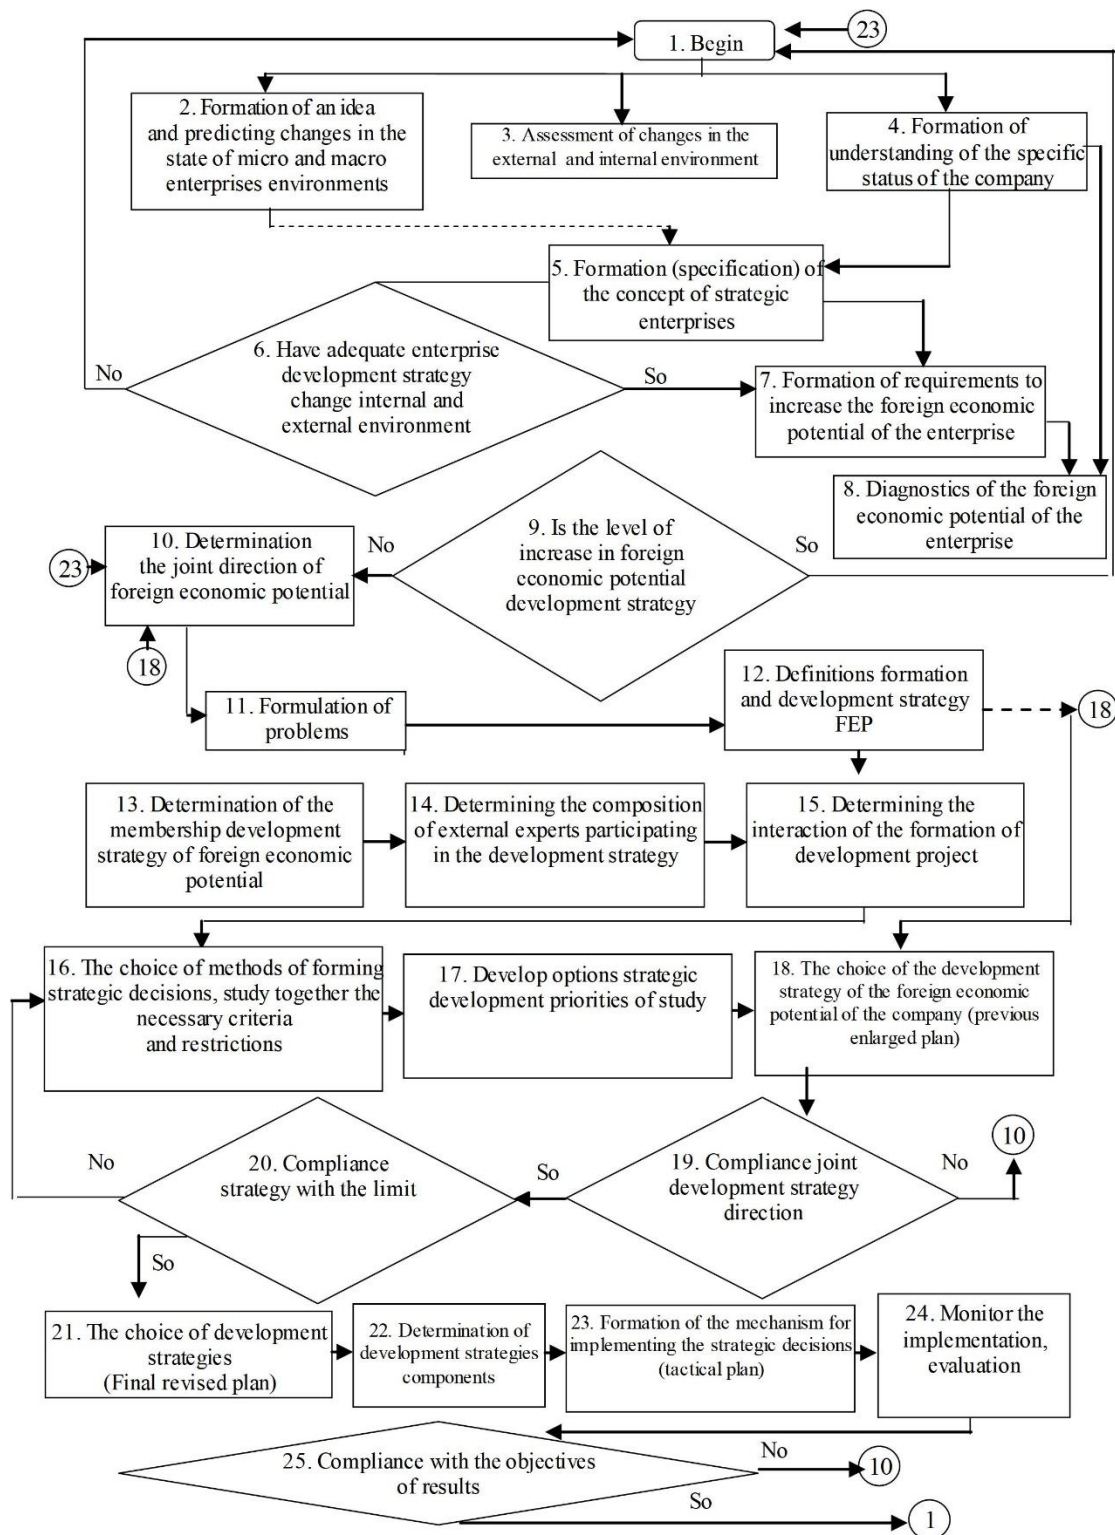 1. Begin
23
2. Formation of an idea
and predicting changes in the
state of micro and macro
enterprises environments
3. Assessment of changes in the
external and internal environment
4. Formation of
understanding of the specific
status of the company
5. Formation (specification) of
the concept of strategic
enterprises
6. Have adequate enterprise
development strategy
change internal and
external environment
No
So
7. Formation of requirements to
increase the foreign economic
potential of the enterprise
8. Diagnostics of the foreign
economic potential of the
enterprise
9. Is the level of
increase in foreign
economic potential
development strategy
No
So
10. Determination
the joint direction of
foreign economic potential
23
18
11. Formulation of
problems
12. Definitions formation
and development strategy
FEP
18
13. Determination of the
membership development
strategy of foreign economic
potential
14. Determining the composition
of external experts participating
in the development strategy
15. Determining the
interaction of the formation of
development project
16. The choice of methods of forming
strategic decisions, study together the
necessary criteria
and restrictions
17. Develop options strategic
development priorities of study
18. The choice of the development
strategy of the foreign economic
potential of the company (previous
enlarged plan)
10
No
20. Compliance
strategy with the limit
So
19. Compliance joint
development strategy
direction
No
So
21. The choice of development
strategies
(Final revised plan)
22. Determination of
development strategies
components
23. Formation of the mechanism for
implementing the strategic decisions
(tactical plan)
24. Monitor the
implementation,
evaluation
25. Compliance with the objectives
of results
No
10
So
1